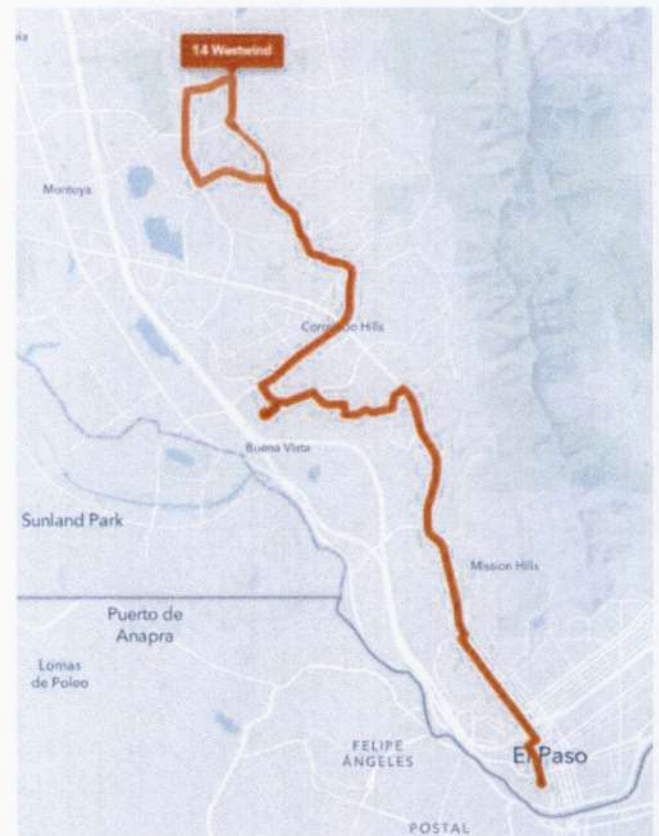 14 Westwind
Montoya
Coronado Hills
Buena Vista
Sunland Park
Mission Hills
Puerto de
Anapra
Lomas
de Poleo
FELIPE
ÁNGELES
El Paso
POSTAL